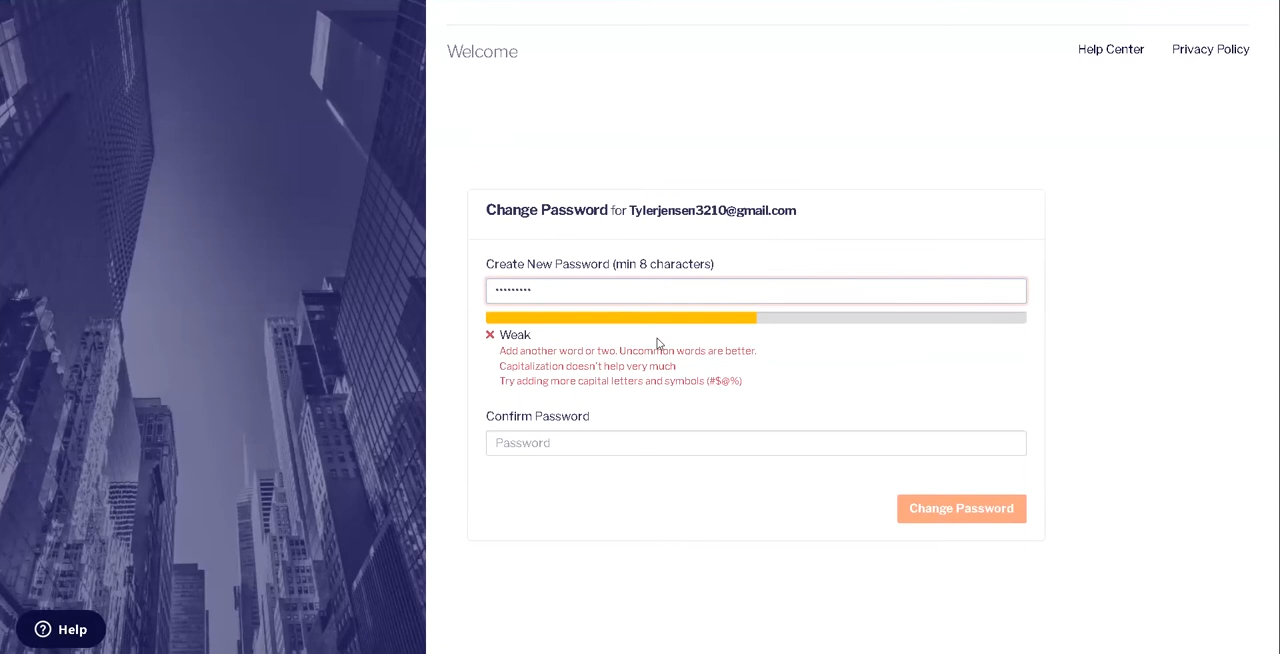 Welcome
Help Center
Privacy Policy
Change Password for Tylerjensen3210@gmail.com
Create New Password (min 8 characters)
•••••••••
Weak
Add another word or two. Uncommon words are better.
Capitalization doesn't help very much
Try adding more capital letters and symbols (#$@%)
Confirm Password
Password
Change Password
Help